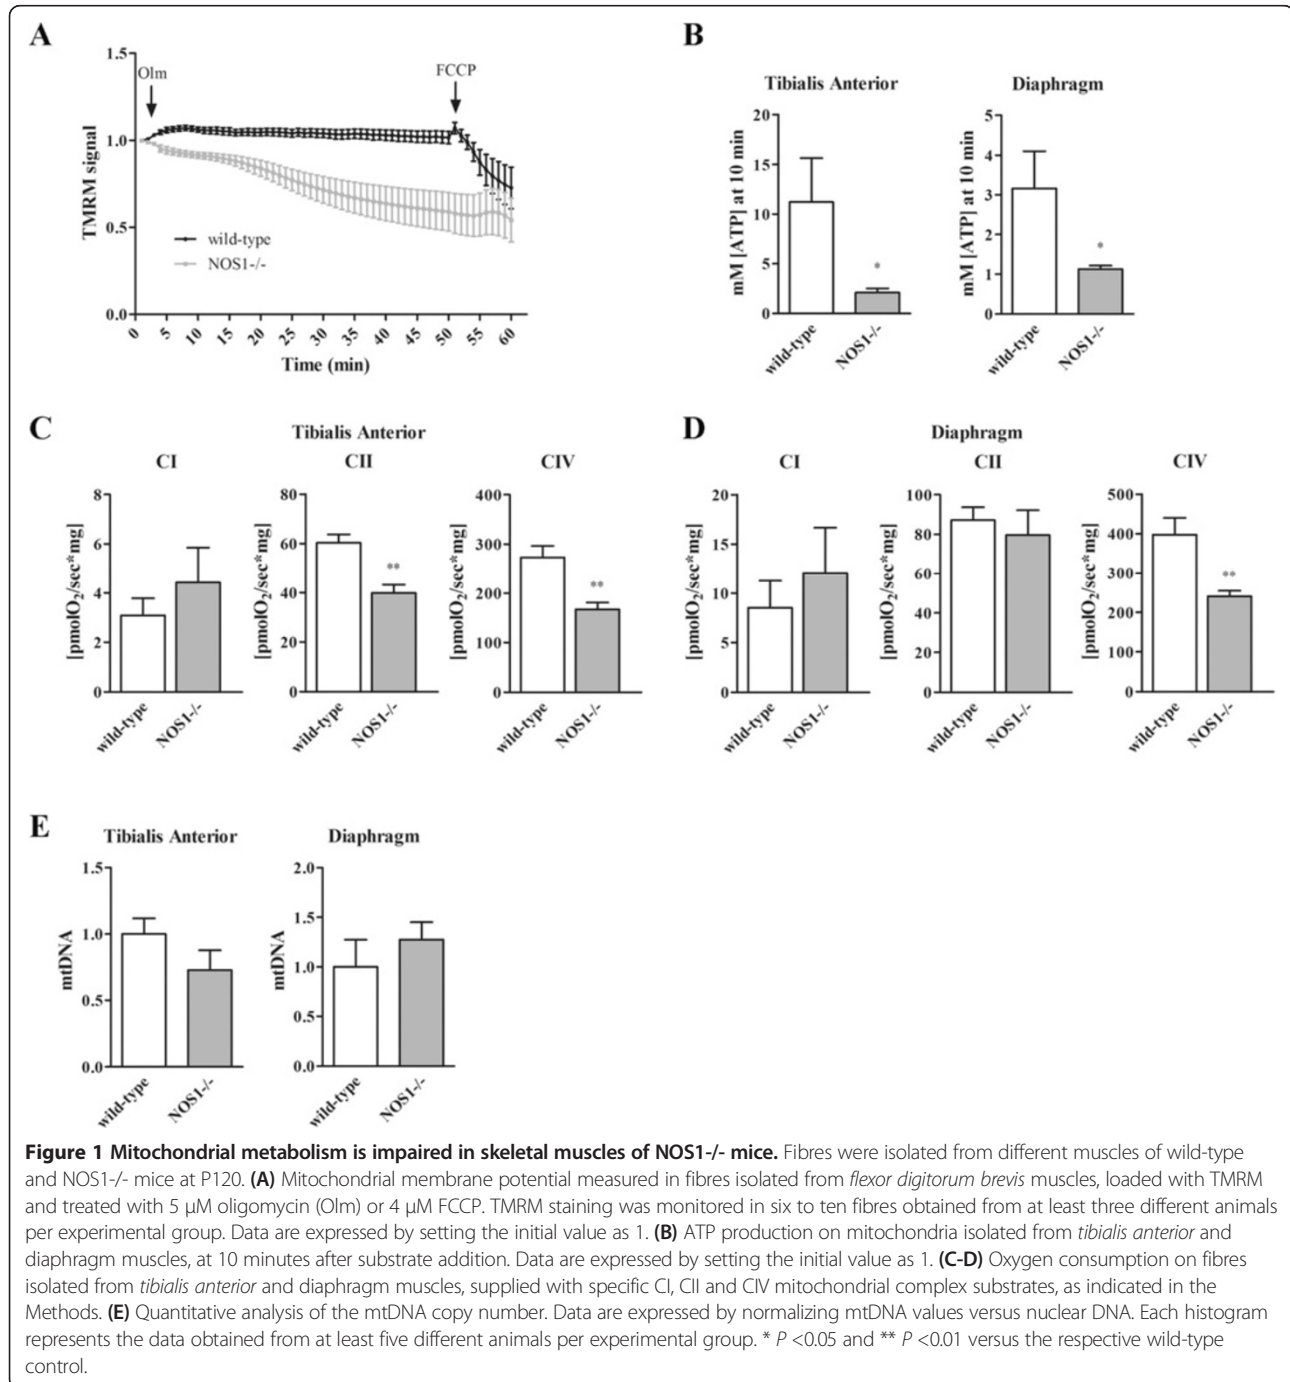 A
1.5
1.0
0.5
0.0
TMRM signal
Olm
FCCP
wild-type
NOS1-/-
0
5
10
15
20
25
30
35
40
45
50
55
60
Time (min)
B
Tibialis Anterior
20
15
10
5
0
mM [ATP] at 10 min
*
wild-type
NOS1-/-
Diaphragm
5
4
3
2
1
0
mM [ATP] at 10 min
*
wild-type
NOS1-/-
C
Tibialis Anterior
CI
8
6
4
2
0
[pmolO2/sec*mg]
wild-type
NOS1-/-
CII
80
60
40
20
0
[pmolO2/sec*mg]
**
wild-type
NOS1-/-
CIV
400
300
200
100
0
[pmolO2/sec*mg]
**
wild-type
NOS1-/-
D
Diaphragm
CI
20
15
10
5
0
[pmolO2/sec*mg]
wild-type
NOS1-/-
CII
100
80
60
40
20
0
[pmolO2/sec*mg]
wild-type
NOS1-/-
CIV
500
400
300
200
100
0
[pmolO2/sec*mg]
**
wild-type
NOS1-/-
E
Tibialis Anterior
1.5
1.0
0.5
0.0
mtDNA
wild-type
NOS1-/-
Diaphragm
2.0
1.5
1.0
0.5
0.0
mtDNA
wild-type
NOS1-/-
Figure 1 Mitochondrial metabolism is impaired in skeletal muscles of NOS1-/- mice. Fibres were isolated from different muscles of wild-type
and NOS1-/- mice at P120. (A) Mitochondrial membrane potential measured in fibres isolated from flexor digitorum brevis muscles, loaded with TMRM
and treated with 5 μM oligomycin (Olm) or 4 μM FCCP. TMRM staining was monitored in six to ten fibres obtained from at least three different animals
per experimental group. Data are expressed by setting the initial value as 1. (B) ATP production on mitochondria isolated from tibialis anterior and
diaphragm muscles, at 10 minutes after substrate addition. Data are expressed by setting the initial value as 1. (C-D) Oxygen consumption on fibres
isolated from tibialis anterior and diaphragm muscles, supplied with specific CI, CII and CIV mitochondrial complex substrates, as indicated in the
Methods. (E) Quantitative analysis of the mtDNA copy number. Data are expressed by normalizing mtDNA values versus nuclear DNA. Each histogram
represents the data obtained from at least five different animals per experimental group. * P <0.05 and ** P <0.01 versus the respective wild-type
control.